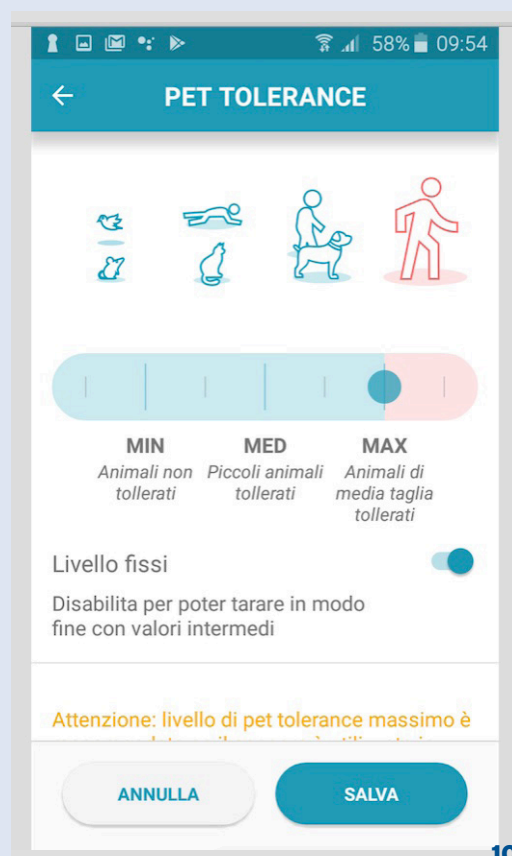 58% 09:54
PET TOLERANCE
MIN MED MAX
Animali non Piccoli animali Animali di
tollerati tollerati media taglia
tollerati
Livello fissi
Disabilita per poter tarare in modo
fine con valori intermedi
Attenzione: livello di pet tolerance massimo è
ANNULLA SALVA
10